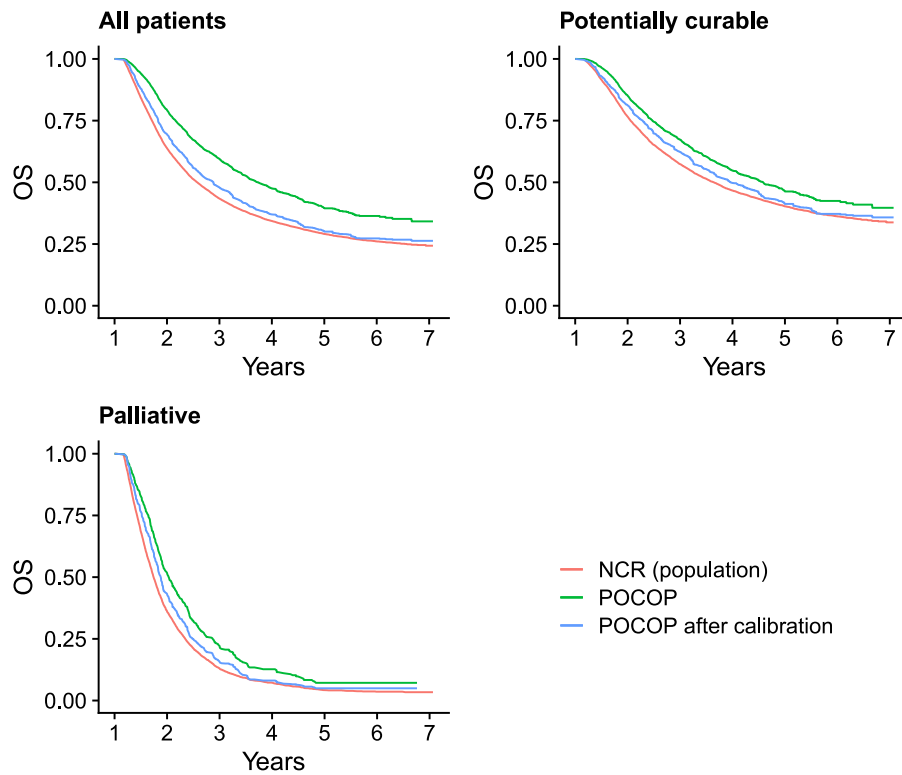 All patients
1.00
0.75
0.50
0.25
0.00
OS
1 2 3 4 5 6 7
Years
Potentially curable
1.00
0.75
0.50
0.25
0.00
OS
1 2 3 4 5 6 7
Years
Palliative
1.00
0.75
0.50
0.25
0.00
OS
1 2 3 4 5 6 7
Years
NCR (population)
POCOP
POCOP after calibration